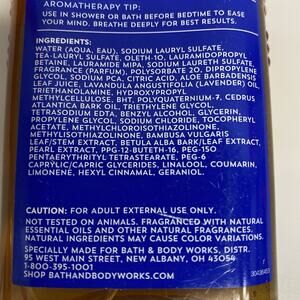 AROMATHERAPY TIP:
USE IN SHOWER OR BATH BEFORE BEDTIME TO EASE
YOUR MIND. BREATHE DEEPLY FOR BEST RESULTS.
INGREDIENTS:
WATER (AQUA, EAU), SODIUM LAURYL SULFATE,
TEA-LAURYL SULFATE, OLETH-10, LAURAMIDOPROPYL
BETAINE, LAURAMIDE MIPA, SODIUM LAURETH SULFATE,
FRAGRANCE (PARFUM), POLYSORBATE 20, DIPROPYLENE
GLYCOL, SODIUM PCA, CITRIC ACID, ALOE BARBADENSIS
LEAF JUICE, LAVANDULA ANGUSTIFOLIA (LAVENDER) OIL,
TRIETHANOLAMINE, HYDROXYPROPYL
METHYLCELLULOSE, BHT, POLYQUATERNIUM-7, CEDRUS
ATLANTICA BARK OIL, TRIETHYLENE GLYCOL,
TETRASODIUM EDTA, BENZYL ALCOHOL, GLYCERIN,
PROPYLENE GLYCOL, SODIUM CHLORIDE, TOCOPHERYL
ACETATE, METHYLCHLOROISOTHIAZOLINONE,
METHYLISOTHIAZOLINONE, BAMBUSA VULGARIS
LEAF/STEM EXTRACT, BETULA ALBA BARK/LEAF EXTRACT,
PEARL EXTRACT, PPG-12-BUTETH-16, PEG-150
PENTAERYTHRITYL TETRASTEARATE, PEG-6
CAPRYLIC/CAPRIC GLYCERIDES, LINALOOL, COUMARIN,
LIMONENE, HEXYL CINNAMAL, GERANIOL.
CAUTION: FOR ADULT EXTERNAL USE ONLY.
NOT TESTED ON ANIMALS. FRAGRANCED WITH NATURAL
ESSENTIAL OILS AND OTHER NATURAL FRAGRANCES.
NATURAL INGREDIENTS MAY CAUSE COLOR VARIATIONS.
SPECIALLY MADE FOR BATH & BODY WORKS, DISTR.
95 WEST MAIN STREET, NEW ALBANY, OH 43054
1-800-395-1001
SHOP BATHANDBODYWORKS.COM